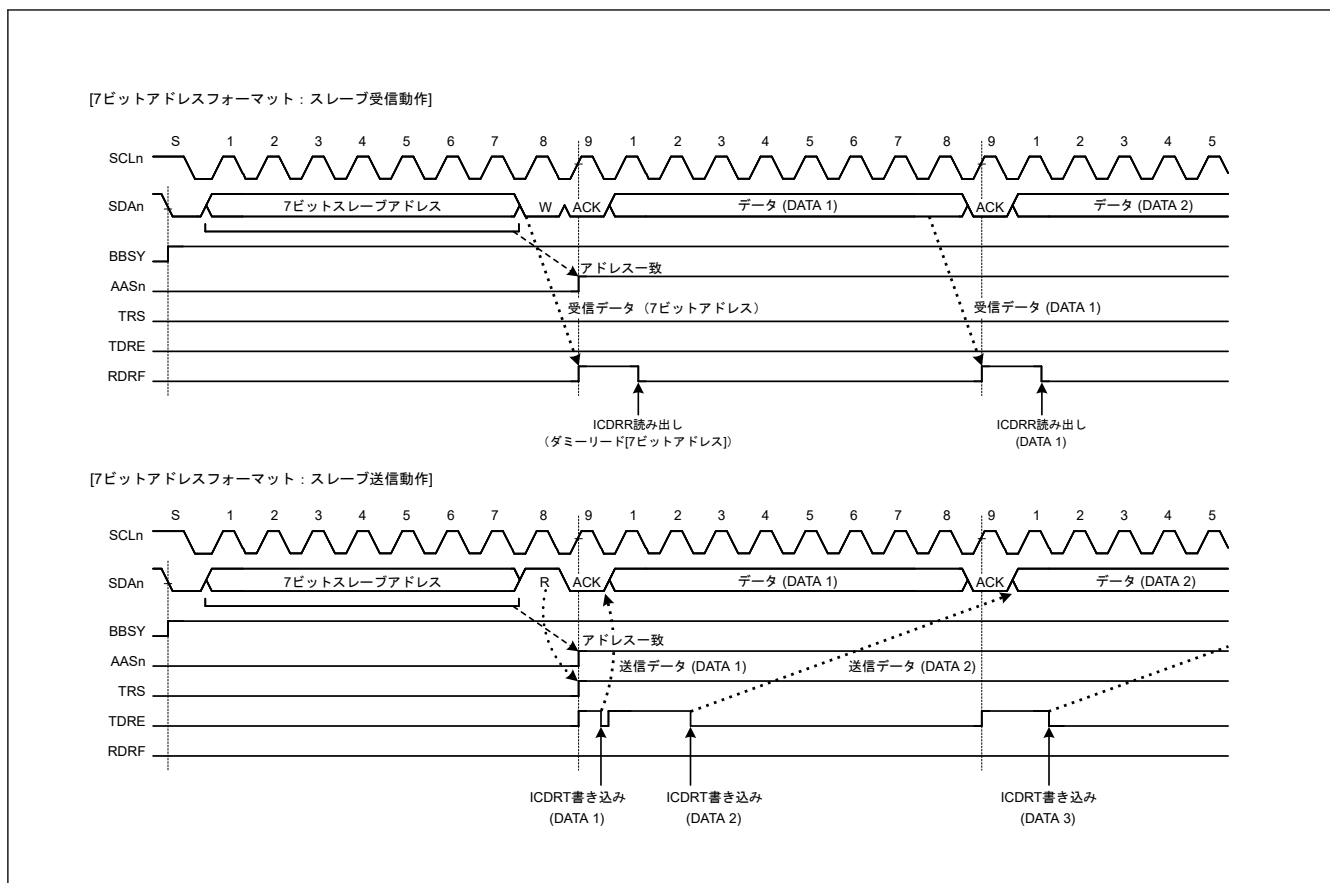 [7ビットアドレスフォーマット：スレーブ受信動作]
S 1 2 3 4 5 6 7 8 9 1 2 3 4 5 6 7 8 9 1 2 3 4 5
SCLn
SDAn 7ビットスレーブアドレス W ACK データ (DATA 1) ACK データ (DATA 2)
BBSY
アドレス一致
AASn
受信データ（7ビットアドレス） 受信データ (DATA 1)
TRS
TDRE
RDRF
ICDRR読み出し ICDRR読み出し
（ダミーリード[7ビットアドレス]） (DATA 1)
[7ビットアドレスフォーマット：スレーブ送信動作]
S 1 2 3 4 5 6 7 8 9 1 2 3 4 5 6 7 8 9 1 2 3 4 5
SCLn
SDAn 7ビットスレーブアドレス R ACK データ (DATA 1) ACK データ (DATA 2)
BBSY
アドレス一致
AASn
送信データ (DATA 1) 送信データ (DATA 2)
TRS
TDRE
RDRF
ICDRT書き込み ICDRT書き込み ICDRT書き込み
(DATA 1) (DATA 2) (DATA 3)